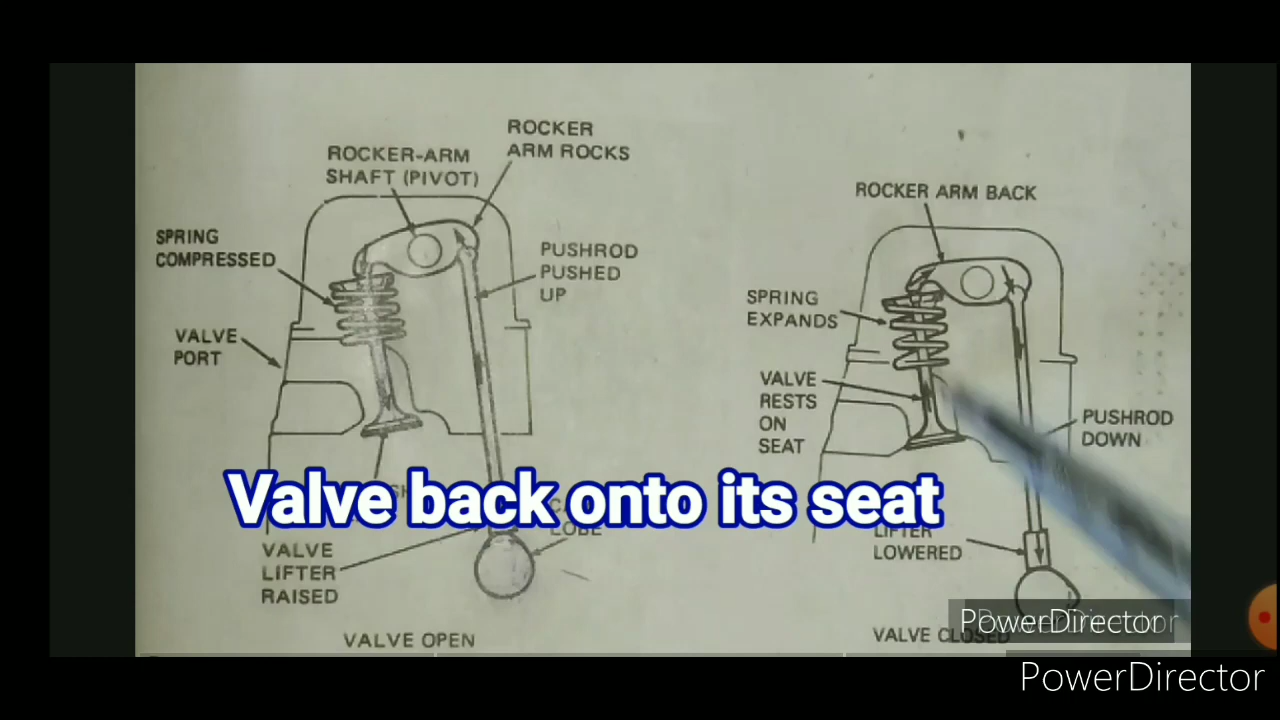 ROCKER
ARM ROCKS
ROCKER-ARM
SHAFT (PIVOT)
SPRING
COMPRESSED
PUSHROD
PUSHED
UP
VALVE
PORT
VALVE
LIFTER
RAISED
LOBE
VALVE OPEN
ROCKER ARM BACK
SPRING
EXPANDS
VALVE
RESTS
ON
SEAT
PUSHROD
DOWN
LIFTER
LOWERED
VALVE CLOSED
Valve back onto its seat
PowerDirector
PowerDirector